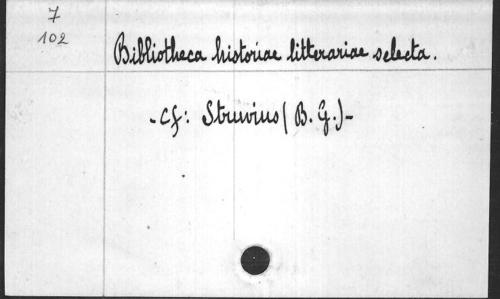 7
102
Bibliotheca historiae litterariae selecta.
- cf: Struvius (B. G.) -